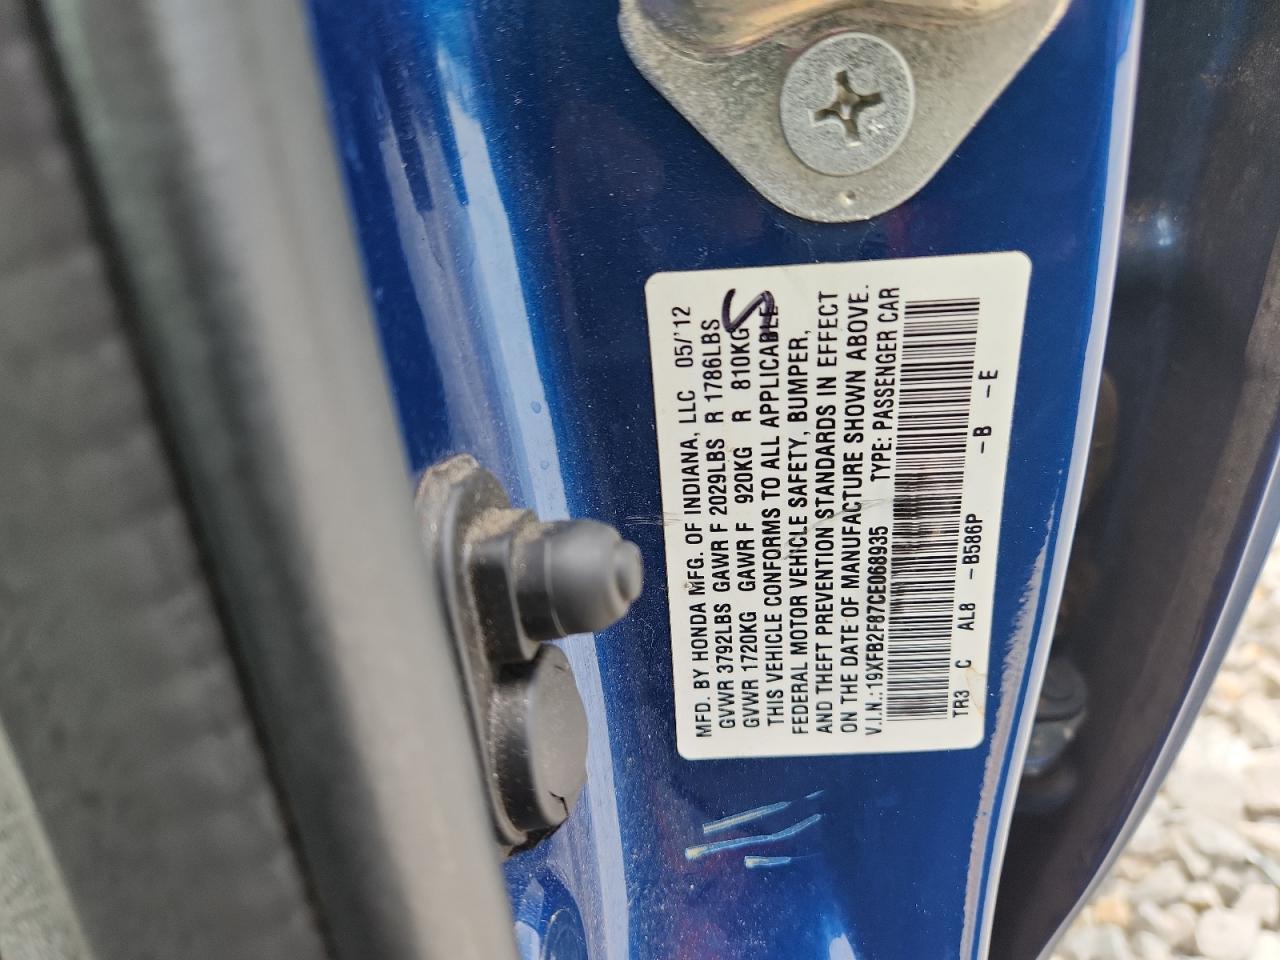 MFD. BY HONDA MFG. OF INDIANA, LLC 05/'12
GVWR 3792LBS GAWR F 2029LBS R 1786LBS
GVWR 1720KG GAWR F 920KG R 810KG
THIS VEHICLE CONFORMS TO ALL APPLICABLE
FEDERAL MOTOR VEHICLE SAFETY, BUMPER,
AND THEFT PREVENTION STANDARDS IN EFFECT
ON THE DATE OF MANUFACTURE SHOWN ABOVE.
V.I.N.: 19XFB2F87CE068935 TYPE: PASSENGER CAR
TR3 C AL8 -B586P -B -E